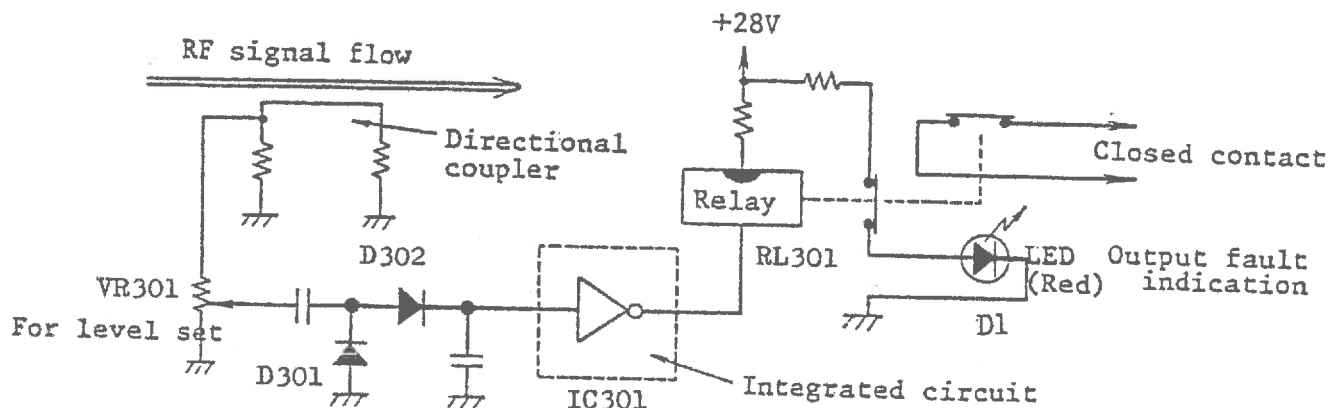 +28V
RF signal flow
Directional
coupler
Closed contact
Relay
D302
RL301
LED
(Red)
Output fault
indication
VR301
For level set
D1
D301
IC301
Integrated circuit